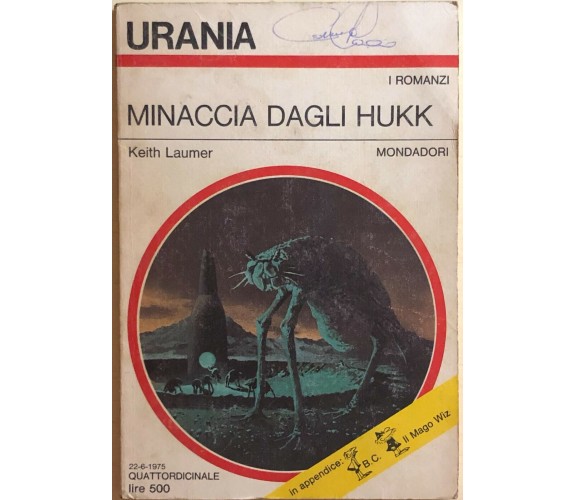 URANIA
I ROMANZI
MINACCIA DAGLI HUKK
Keith Laumer
MONDADORI
22-6-1975
QUATTORDICINALE
lire 500
in appendice: B.C. Il Mago Wiz